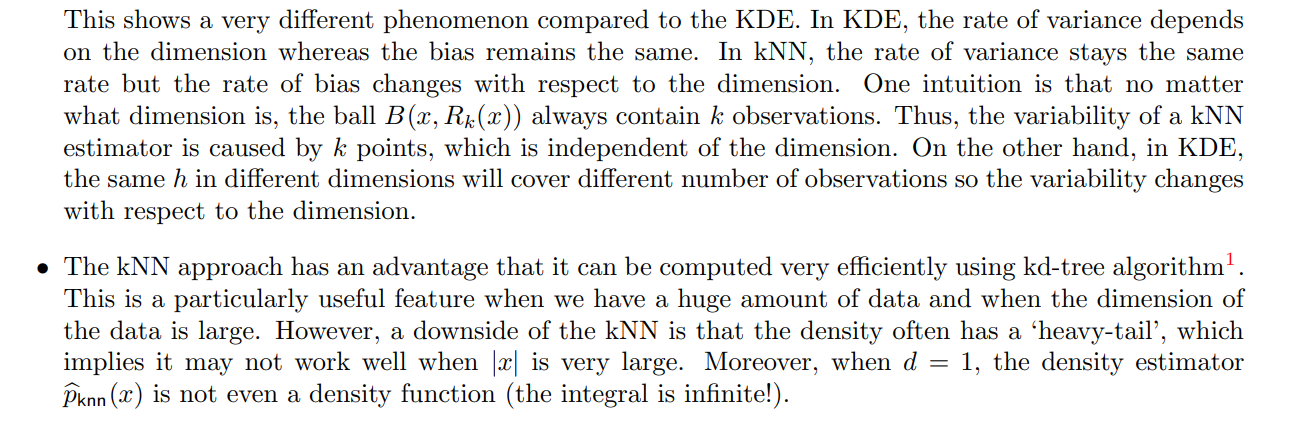 This shows a very different phenomenon compared to the KDE. In KDE, the rate of variance depends
on the dimension whereas the bias remains the same. In kNN, the rate of variance stays the same
rate but the rate of bias changes with respect to the dimension. One intuition is that no matter
what dimension is, the ball B(x, Rₖ(x)) always contain k observations. Thus, the variability of a kNN
estimator is caused by k points, which is independent of the dimension. On the other hand, in KDE,
the same h in different dimensions will cover different number of observations so the variability changes
with respect to the dimension.
• The kNN approach has an advantage that it can be computed very efficiently using kd-tree algorithm¹.
This is a particularly useful feature when we have a huge amount of data and when the dimension of
the data is large. However, a downside of the kNN is that the density often has a ‘heavy-tail’, which
implies it may not work well when |x| is very large. Moreover, when d = 1, the density estimator
p̂ₖₙₙ(x) is not even a density function (the integral is infinite!).